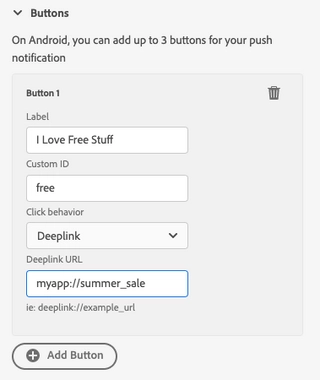 Buttons
On Android, you can add up to 3 buttons for your push
notification
Button 1
Label
I Love Free Stuff
Custom ID
free
Click behavior
Deeplink
Deeplink URL
myapp://summer_sale
ie: deeplink://example_url
Add Button